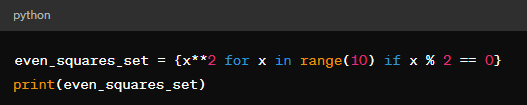 python
even_squares_set = {x**2 for x in range(10) if x % 2 == 0}
print(even_squares_set)